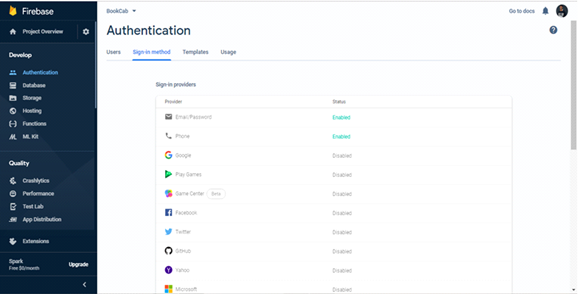 Firebase
Project Overview
Develop
Authentication
Database
Storage
Hosting
Functions
ML Kit
Quality
Crashlytics
Performance
Test Lab
App Distribution
Extensions
Spark
Free $0/month
Upgrade
BookCab
Go to docs
Authentication
Users Sign-in method Templates Usage
Sign-in providers
Provider Status
Email/Password Enabled
Phone Enabled
Google Disabled
Play Games Disabled
Game Center Beta Disabled
Facebook Disabled
Twitter Disabled
GitHub Disabled
Yahoo Disabled
Microsoft Disabled